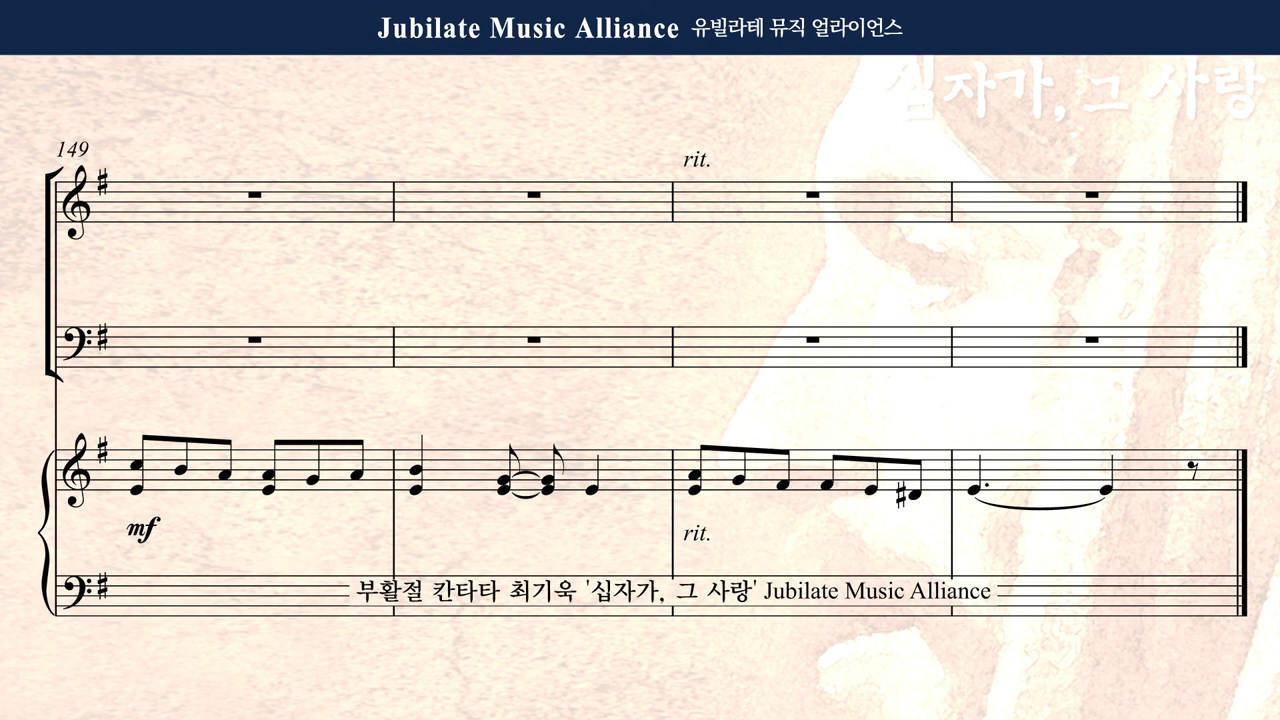 Jubilate Music Alliance 유빌라테 뮤직 얼라이언스
십자가, 그 사랑
149
rit.
mf
rit.
부활절 칸타타 최기욱 '십자가, 그 사랑' Jubilate Music Alliance